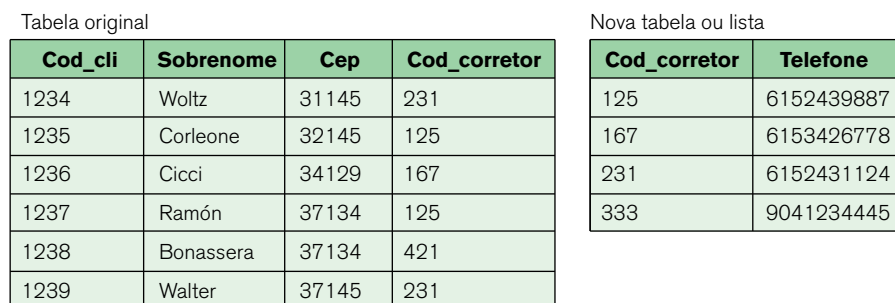 Tabela original
Cod_cli Sobrenome Cep Cod_corretor
1234 Woltz 31145 231
1235 Corleone 32145 125
1236 Cicci 34129 167
1237 Ramón 37134 125
1238 Bonassera 37134 421
1239 Walter 37145 231
Nova tabela ou lista
Cod_corretor Telefone
125 6152439887
167 6153426778
231 6152431124
333 9041234445